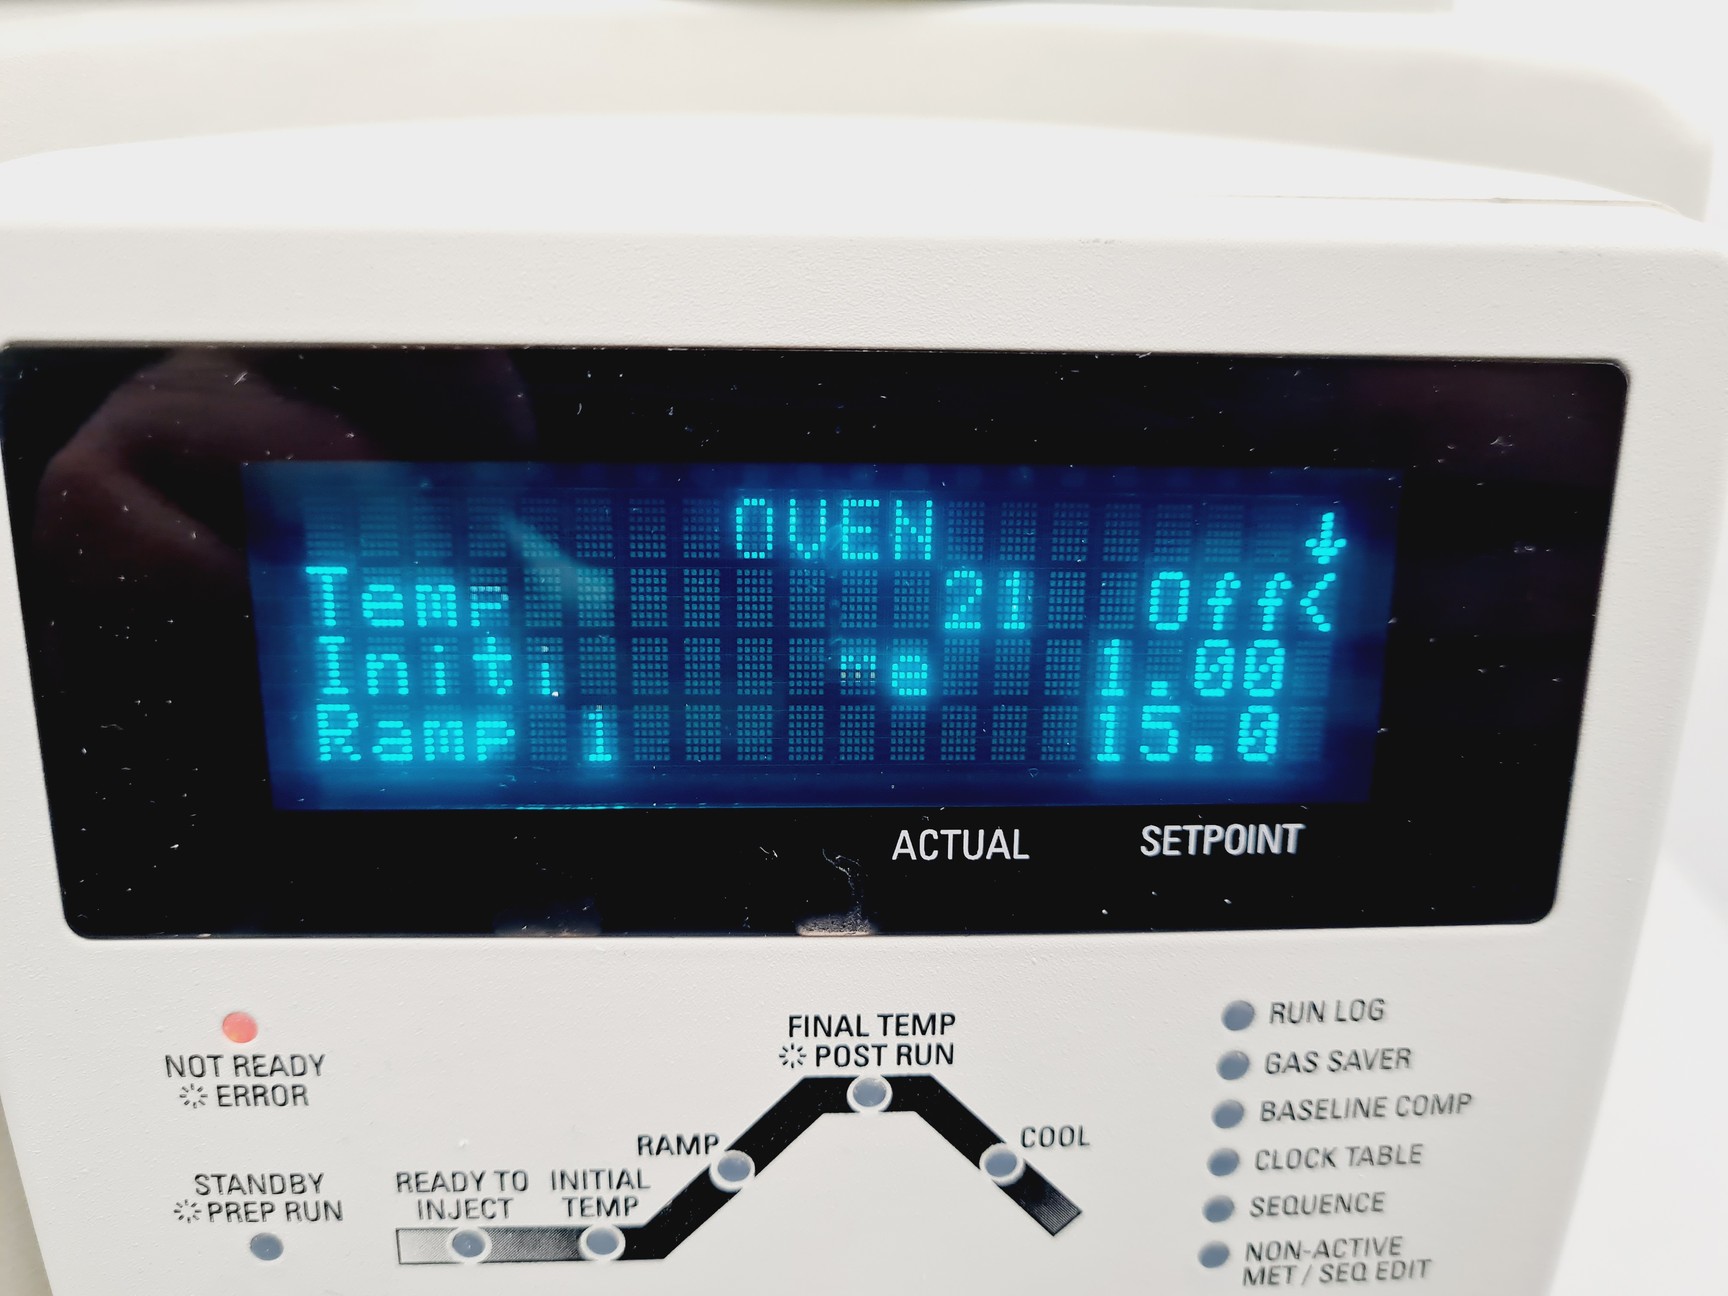 OVEN ↓
Temp 21 Off<
Initi e 1.00
Ramp 1 15.0
ACTUAL SETPOINT
NOT READY
ERROR
STANDBY
PREP RUN
READY TO
INJECT
INITIAL
TEMP
RAMP
FINAL TEMP
POST RUN
COOL
RUN LOG
GAS SAVER
BASELINE COMP
CLOCK TABLE
SEQUENCE
NON-ACTIVE
MET / SEQ EDIT